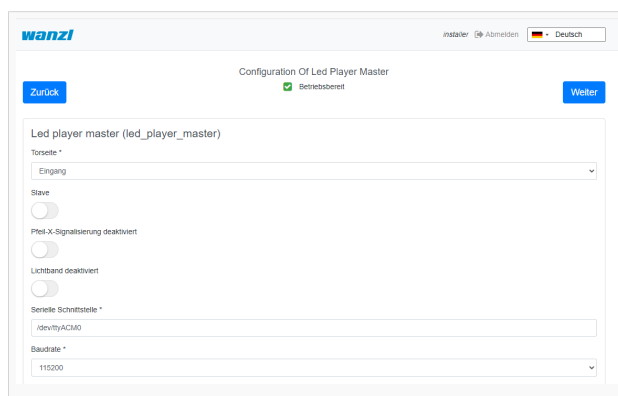 wanzl
installer Abmelden Deutsch
Configuration Of Led Player Master
Zurück Betriebsbereit Weiter
Led player master (led_player_master)
Torseite *
Eingang
Slave
Pfeil-X-Signalisierung deaktiviert
Lichtband deaktiviert
Serielle Schnittstelle *
/dev/ttyACM0
Baudrate *
115200